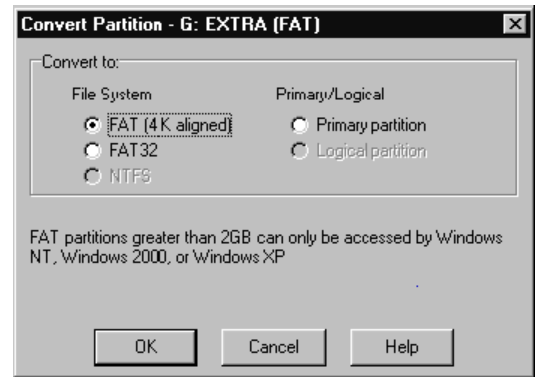 Convert Partition - G: EXTRA (FAT)
Convert to:
File System Primary/Logical
FAT (4K aligned) Primary partition
FAT32 Logical partition
NTFS
FAT partitions greater than 2GB can only be accessed by Windows
NT, Windows 2000, or Windows XP
OK Cancel Help